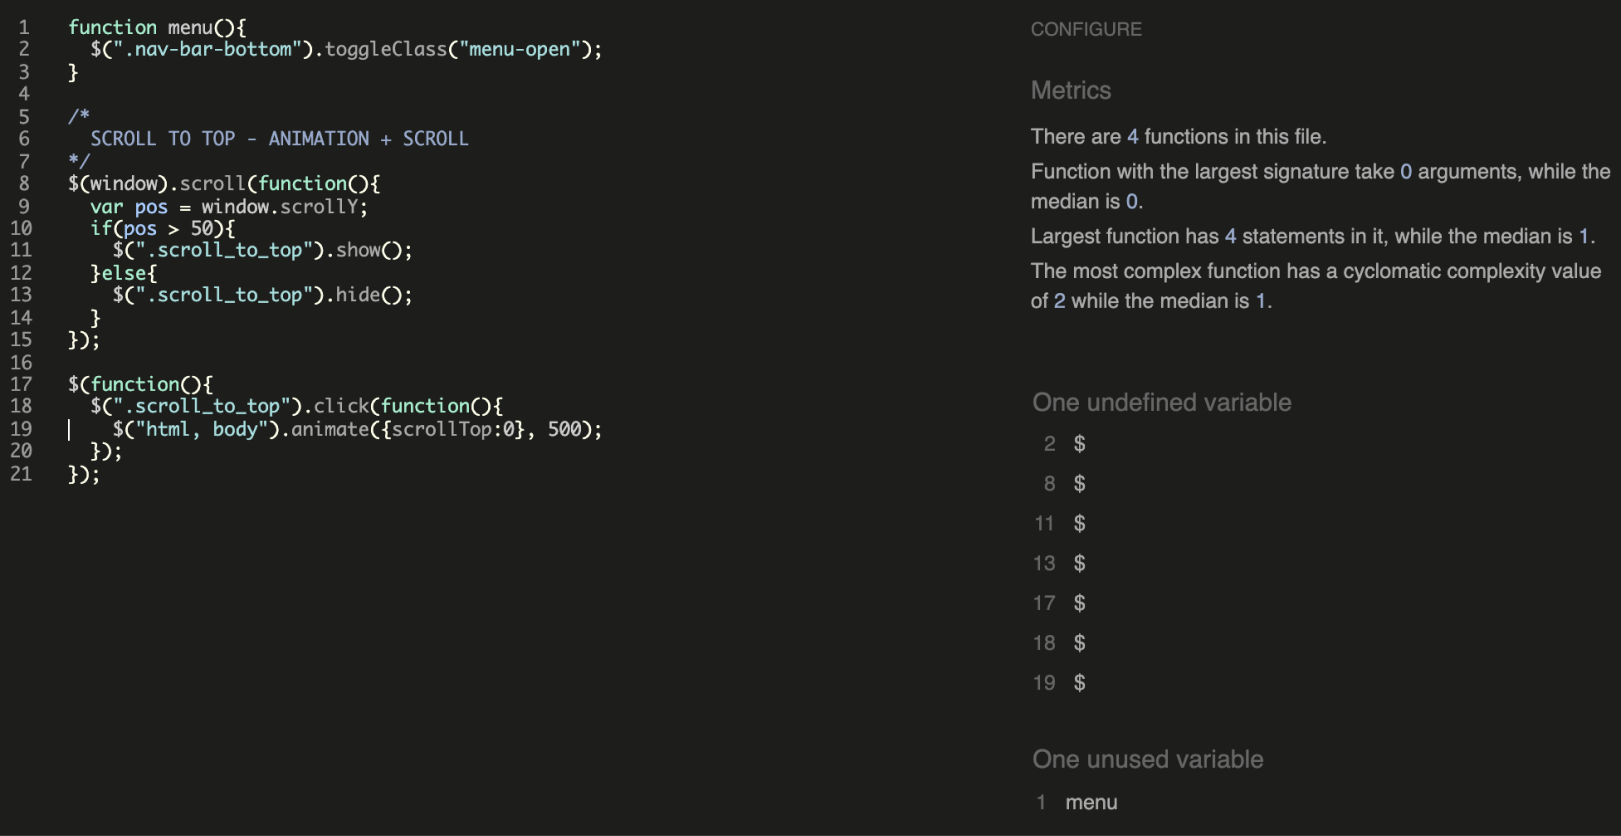 1 function menu(){
2 $(".nav-bar-bottom").toggleClass("menu-open");
3 }
4
5 /*
6 SCROLL TO TOP - ANIMATION + SCROLL
7 */
8 $(window).scroll(function(){
9 var pos = window.scrollY;
10 if(pos > 50){
11 $(".scroll_to_top").show();
12 }else{
13 $(".scroll_to_top").hide();
14 }
15 });
16
17 $(function(){
18 $(".scroll_to_top").click(function(){
19 $("html, body").animate({scrollTop:0}, 500);
20 });
21 });
CONFIGURE
Metrics
There are 4 functions in this file.
Function with the largest signature take 0 arguments, while the
median is 0.
Largest function has 4 statements in it, while the median is 1.
The most complex function has a cyclomatic complexity value
of 2 while the median is 1.
One undefined variable
2 $
8 $
11 $
13 $
17 $
18 $
19 $
One unused variable
1 menu